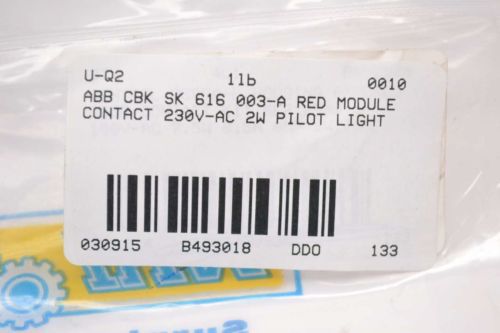 U-Q2 1lb 0010
ABB CBK SK 616 003-A RED MODULE
CONTACT 230V-AC 2W PILOT LIGHT
030915 B493018 DDO 133